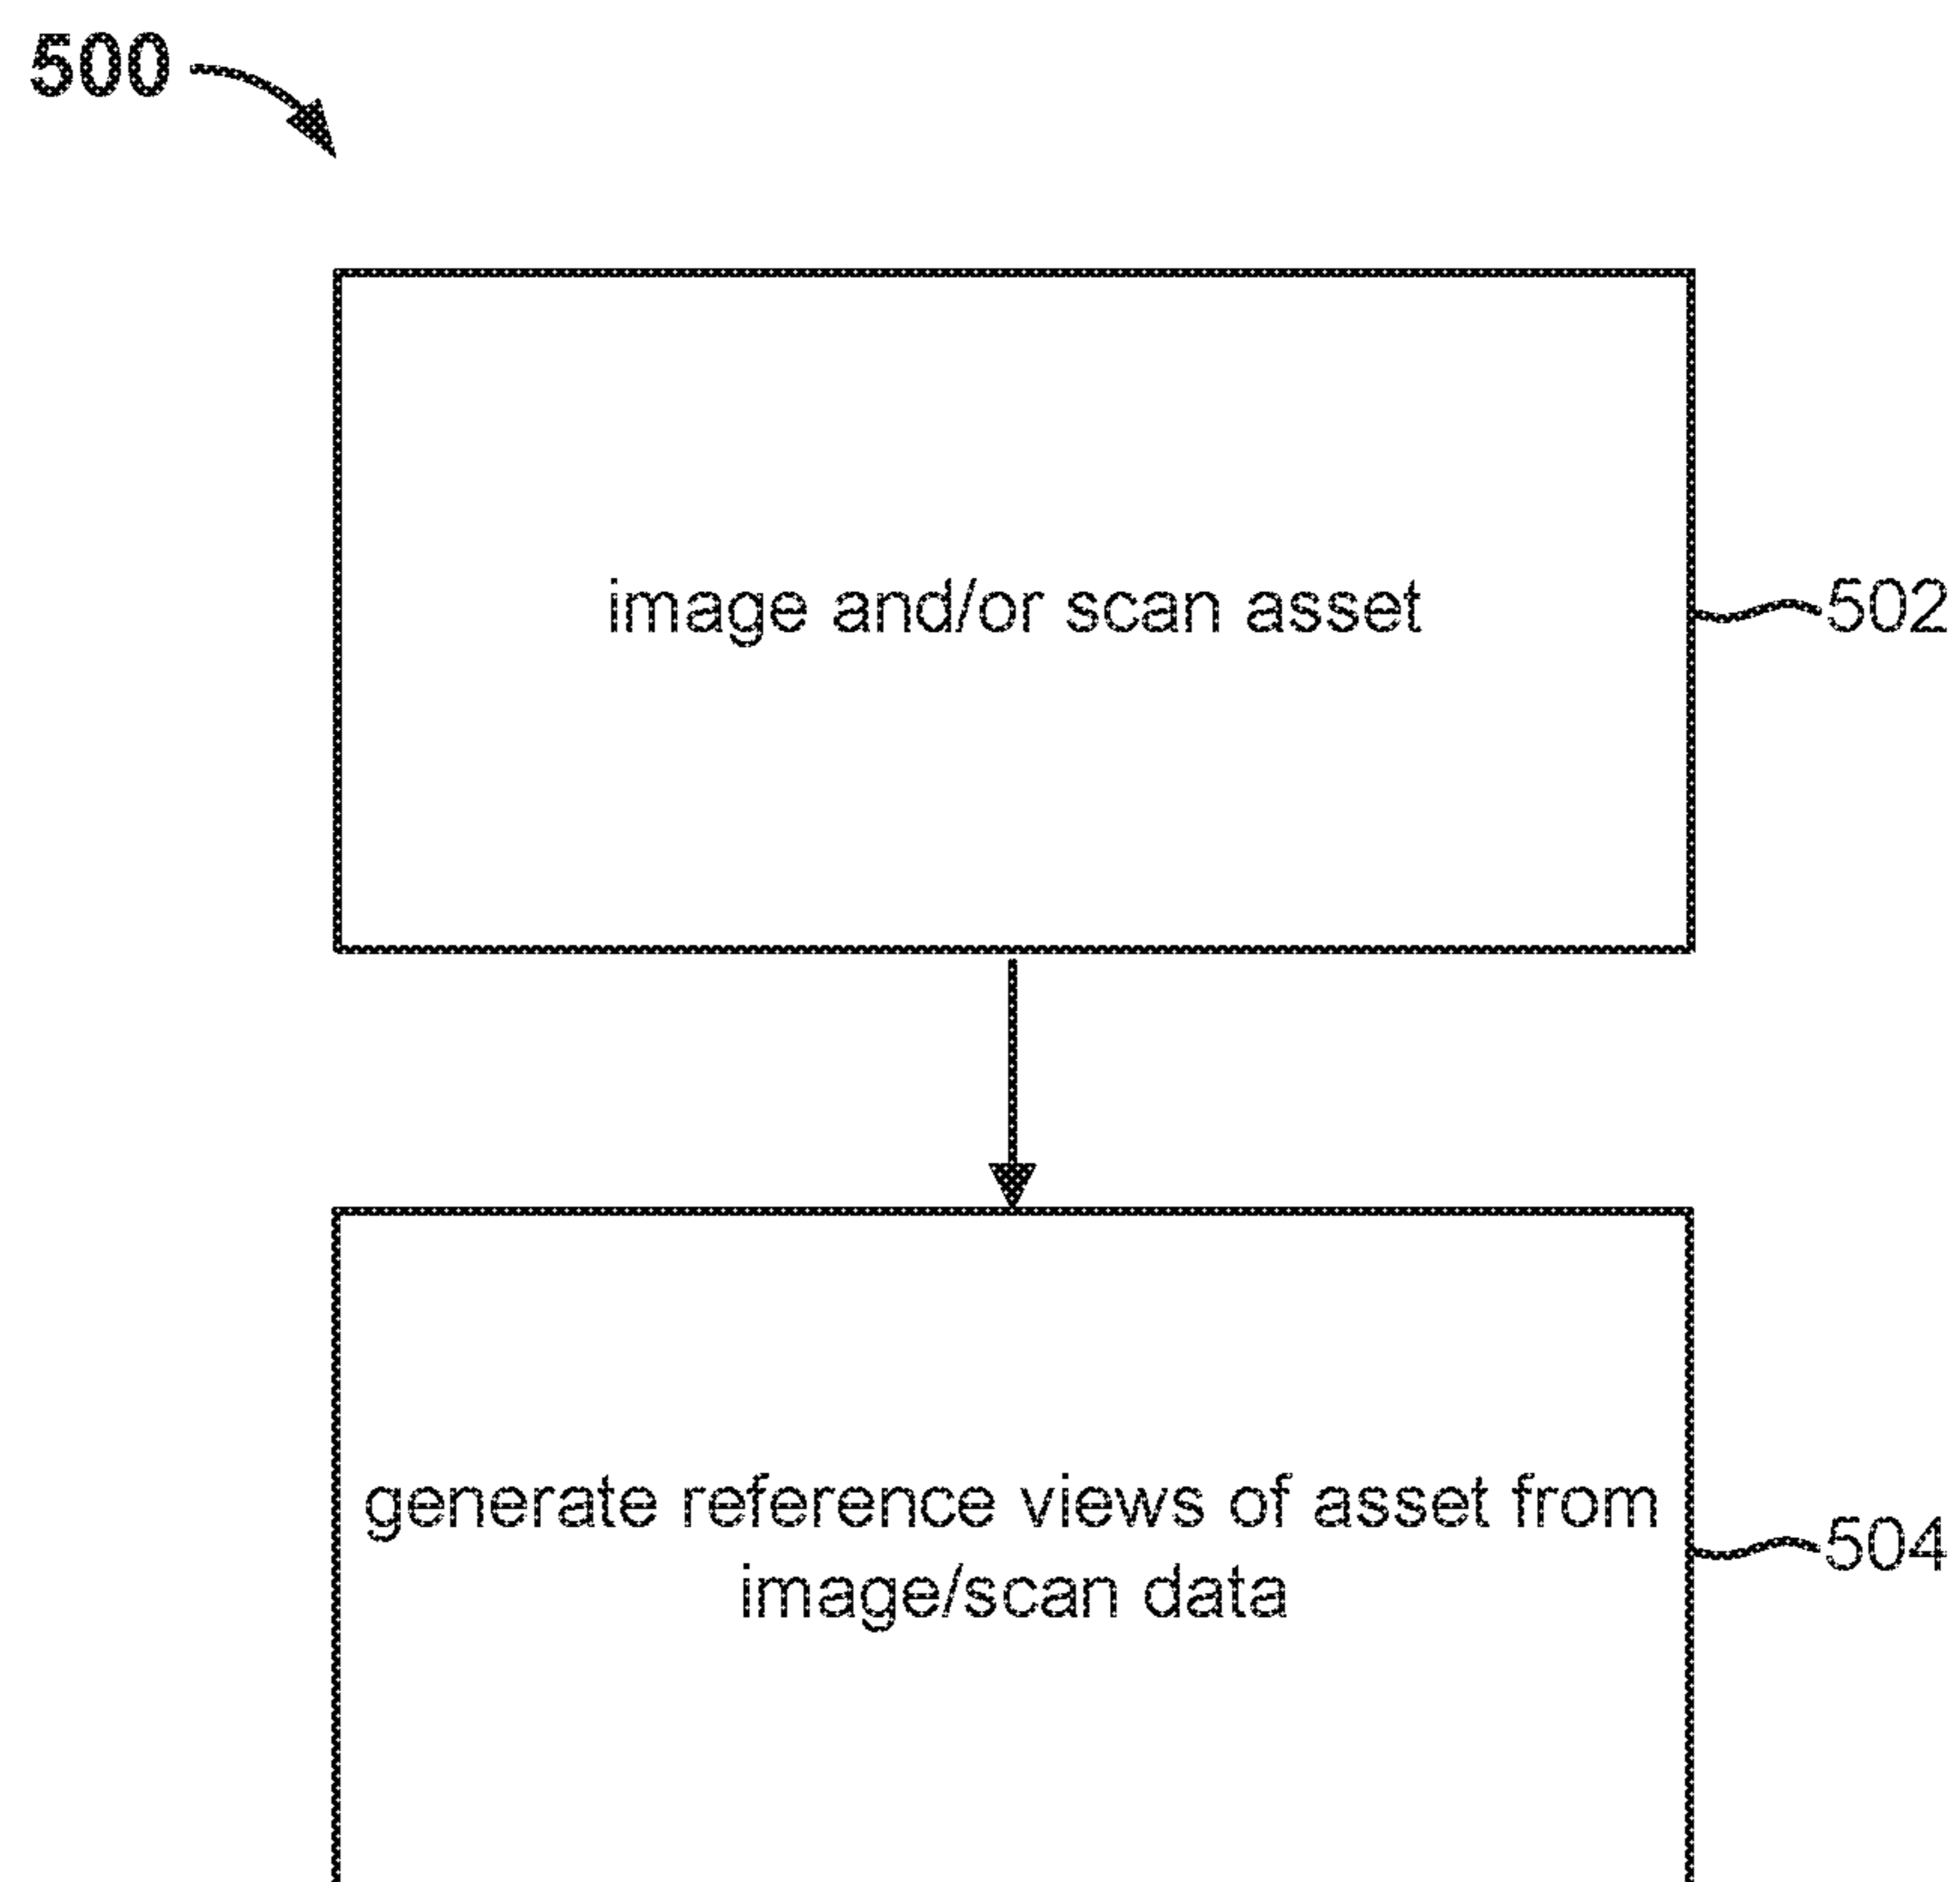 500
image and/or scan asset
502
generate reference views of asset from
image/scan data
504